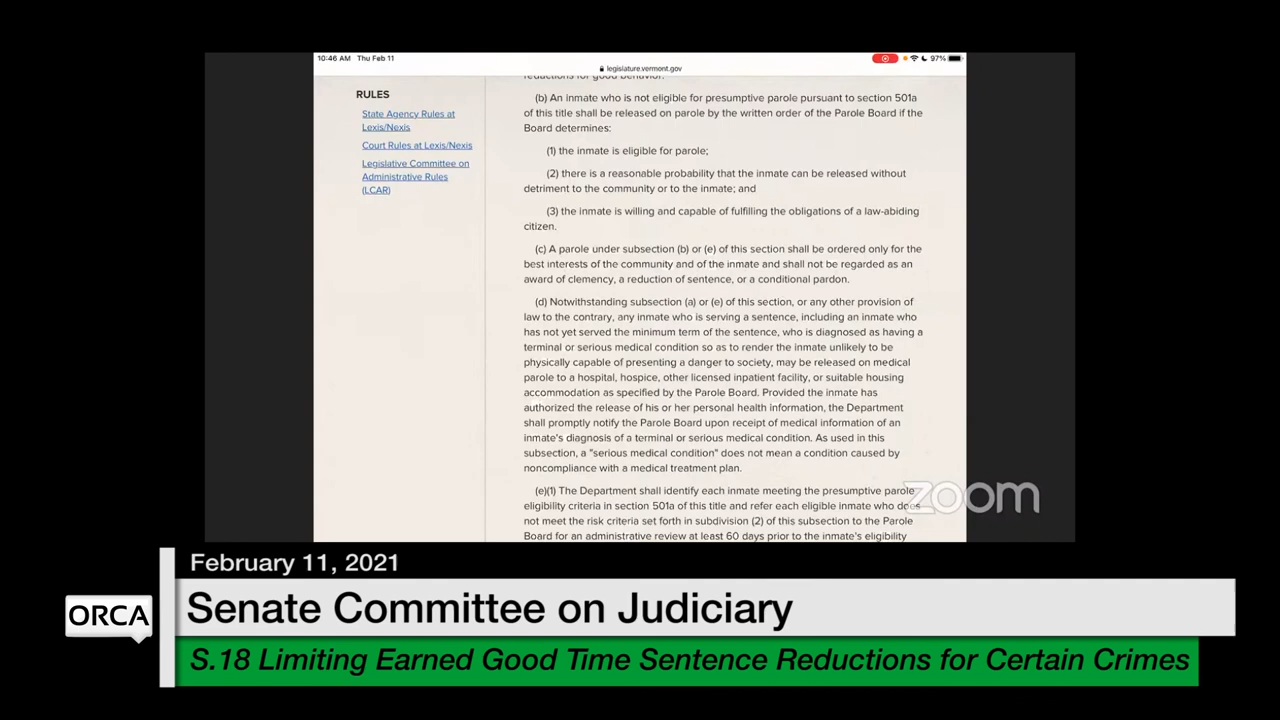 10:46 AM Thu Feb 11
97%
legislature.vermont.gov
RULES
State Agency Rules at
Lexis/Nexis
Court Rules at Lexis/Nexis
Legislative Committee on
Administrative Rules
(LCAR)
reductions for good behavior.
(b) An inmate who is not eligible for presumptive parole pursuant to section 501a
of this title shall be released on parole by the written order of the Parole Board if the
Board determines:
(1) the inmate is eligible for parole;
(2) there is a reasonable probability that the inmate can be released without
detriment to the community or to the inmate; and
(3) the inmate is willing and capable of fulfilling the obligations of a law-abiding
citizen.
(c) A parole under subsection (b) or (e) of this section shall be ordered only for the
best interests of the community and of the inmate and shall not be regarded as an
award of clemency, a reduction of sentence, or a conditional pardon.
(d) Notwithstanding subsection (a) or (e) of this section, or any other provision of
law to the contrary, any inmate who is serving a sentence, including an inmate who
has not yet served the minimum term of the sentence, who is diagnosed as having a
terminal or serious medical condition so as to render the inmate unlikely to be
physically capable of presenting a danger to society, may be released on medical
parole to a hospital, hospice, other licensed inpatient facility, or suitable housing
accommodation as specified by the Parole Board. Provided the inmate has
authorized the release of his or her personal health information, the Department
shall promptly notify the Parole Board upon receipt of medical information of an
inmate's diagnosis of a terminal or serious medical condition. As used in this
subsection, a "serious medical condition" does not mean a condition caused by
noncompliance with a medical treatment plan.
(e)(1) The Department shall identify each inmate meeting the presumptive parole
eligibility criteria in section 501a of this title and refer each eligible inmate who does
not meet the risk criteria set forth in subdivision (2) of this subsection to the Parole
Board for an administrative review at least 60 days prior to the inmate's eligibility
zoom
February 11, 2021
ORCA
Senate Committee on Judiciary
S.18 Limiting Earned Good Time Sentence Reductions for Certain Crimes